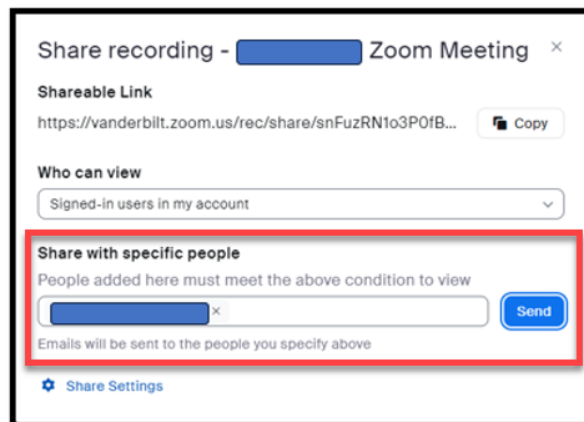 Share recording - Zoom Meeting
Shareable Link
https://vanderbilt.zoom.us/rec/share/snFuzRN1o3P0fB...
Copy
Who can view
Signed-in users in my account
Share with specific people
People added here must meet the above condition to view
Send
Emails will be sent to the people you specify above
Share Settings